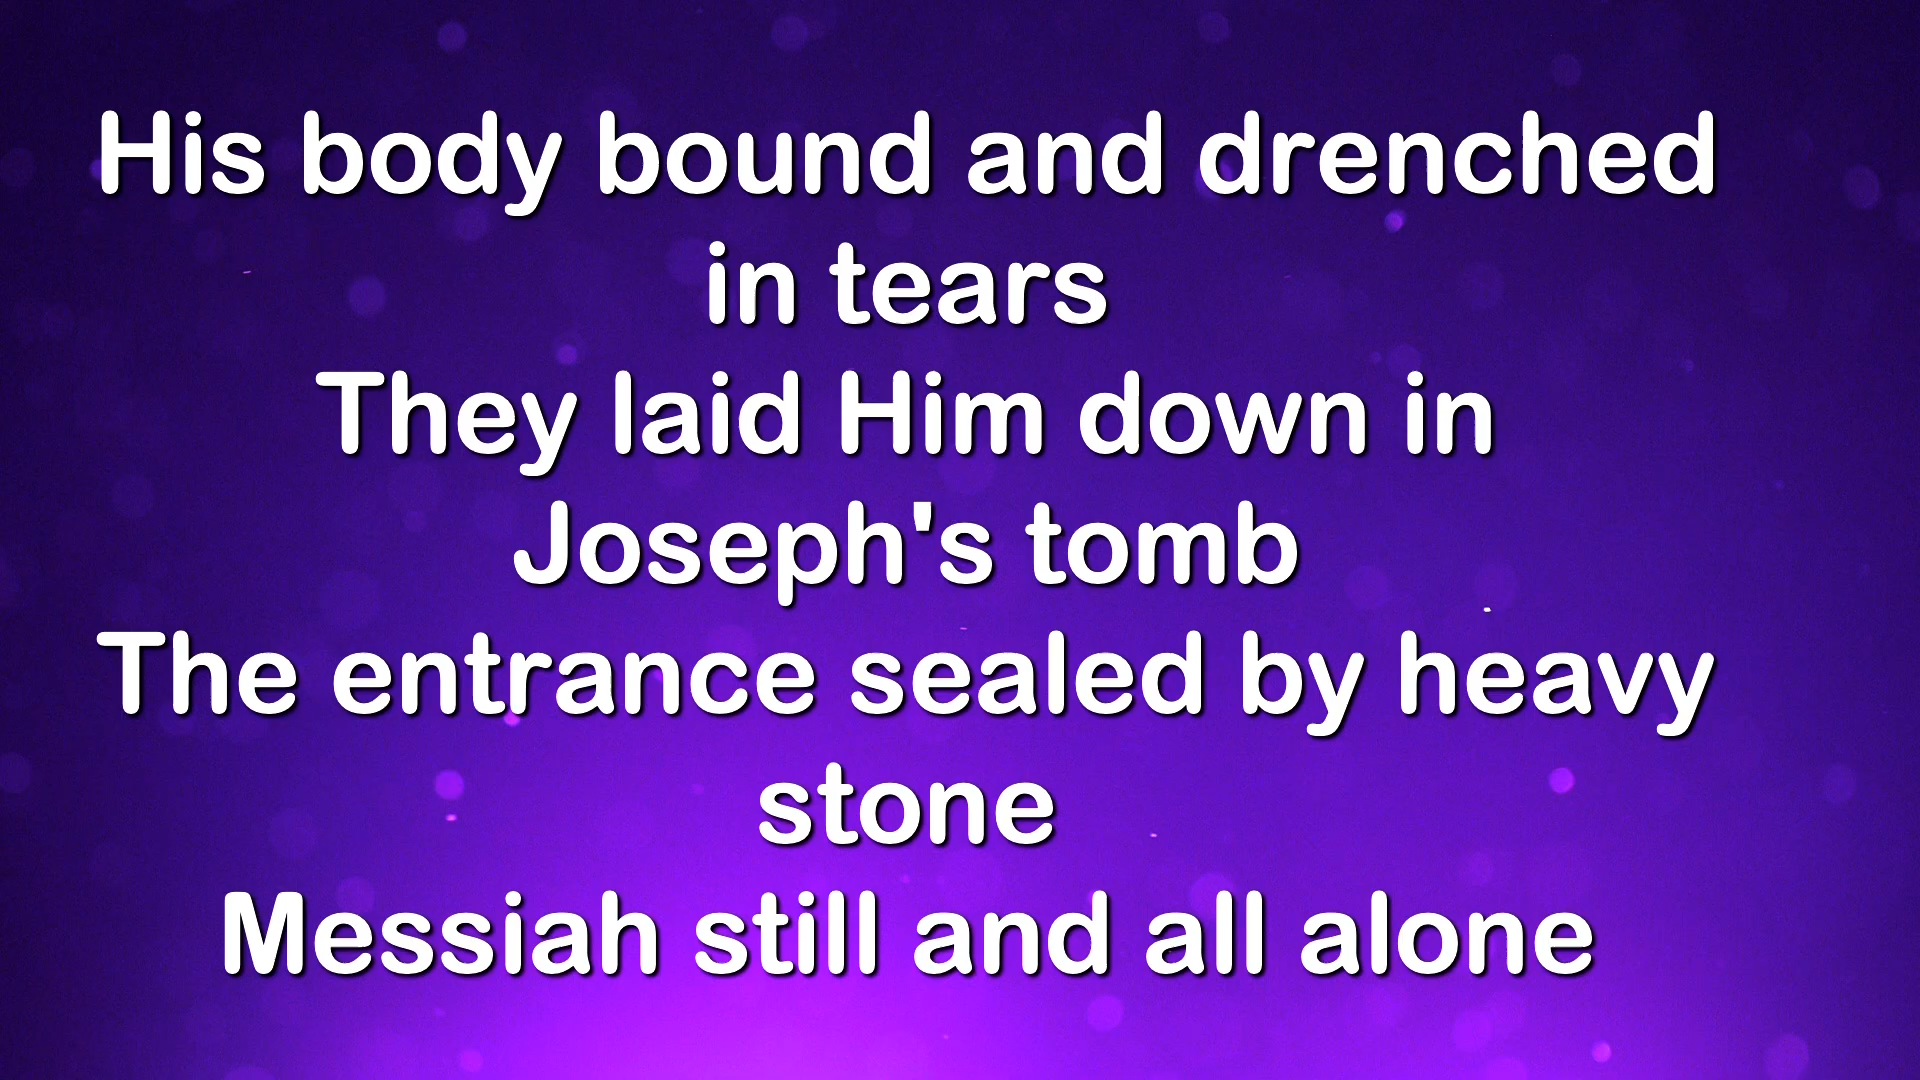 His body bound and drenched
in tears
They laid Him down in
Joseph's tomb
The entrance sealed by heavy
stone
Messiah still and all alone